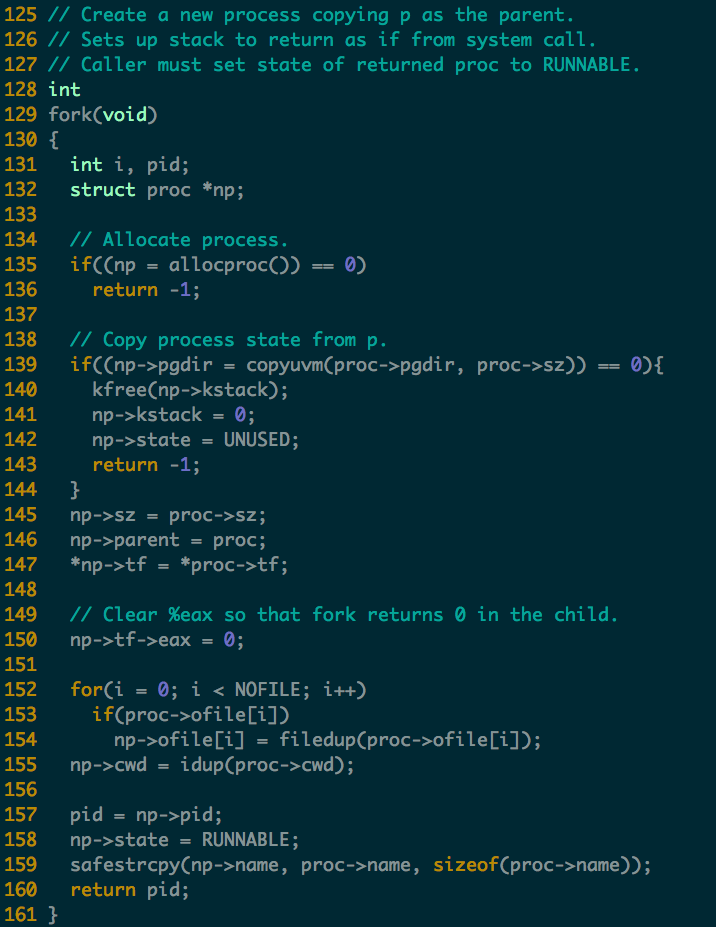 125 // Create a new process copying p as the parent.
126 // Sets up stack to return as if from system call.
127 // Caller must set state of returned proc to RUNNABLE.
128 int
129 fork(void)
130 {
131   int i, pid;
132   struct proc *np;
133
134   // Allocate process.
135   if((np = allocproc()) == 0)
136     return -1;
137
138   // Copy process state from p.
139   if((np->pgdir = copyuvm(proc->pgdir, proc->sz)) == 0){
140     kfree(np->kstack);
141     np->kstack = 0;
142     np->state = UNUSED;
143     return -1;
144   }
145   np->sz = proc->sz;
146   np->parent = proc;
147   *np->tf = *proc->tf;
148
149   // Clear %eax so that fork returns 0 in the child.
150   np->tf->eax = 0;
151
152   for(i = 0; i < NOFILE; i++)
153     if(proc->ofile[i])
154       np->ofile[i] = filedup(proc->ofile[i]);
155   np->cwd = idup(proc->cwd);
156
157   pid = np->pid;
158   np->state = RUNNABLE;
159   safestrcpy(np->name, proc->name, sizeof(proc->name));
160   return pid;
161 }